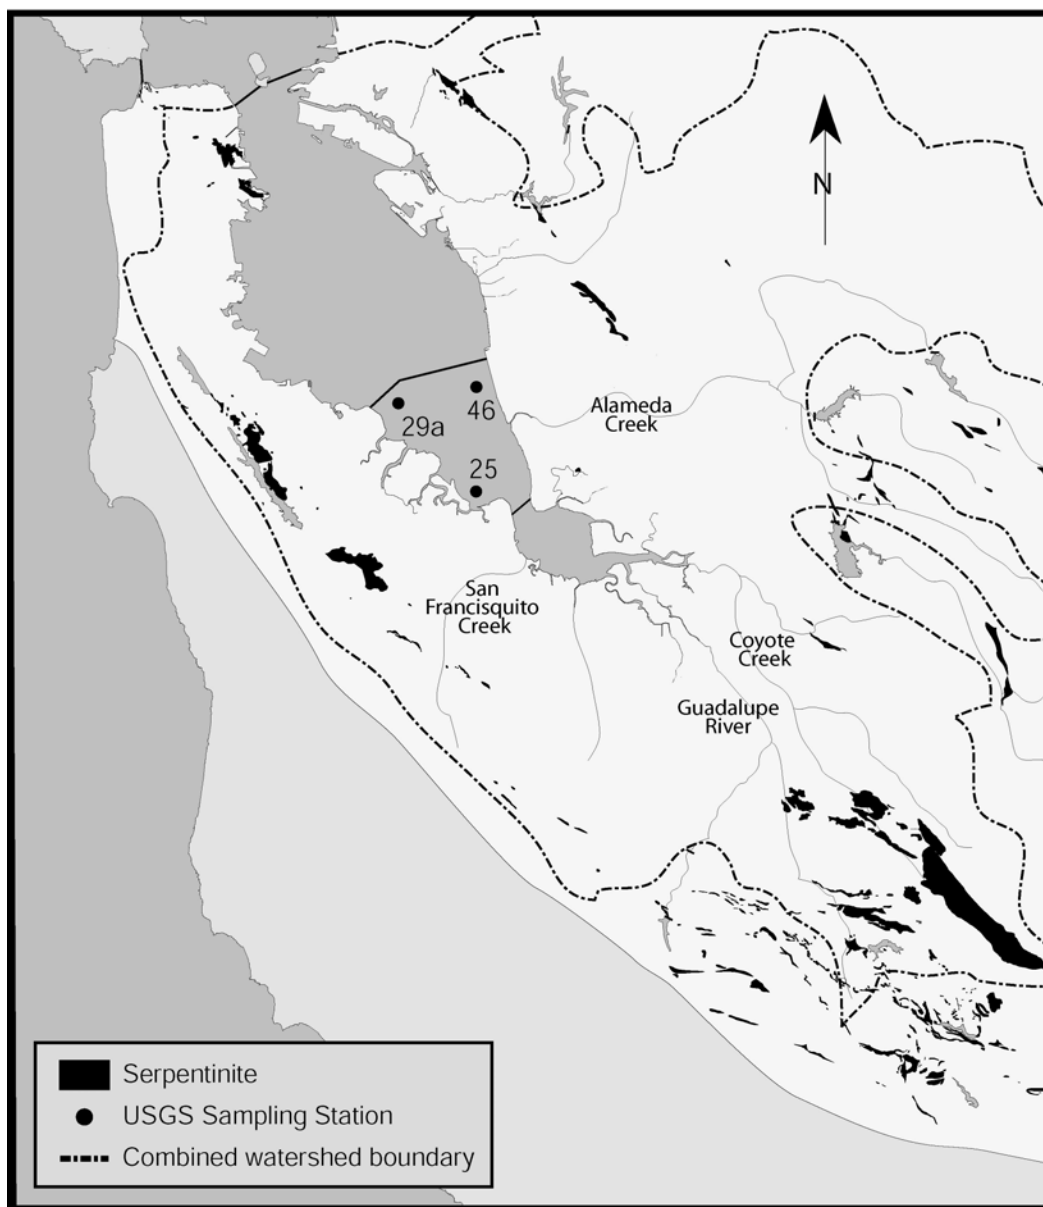 N
Alameda
Creek
46
29a
25
San
Francisquito
Creek
Coyote
Creek
Guadalupe
River
Serpentinite
USGS Sampling Station
Combined watershed boundary